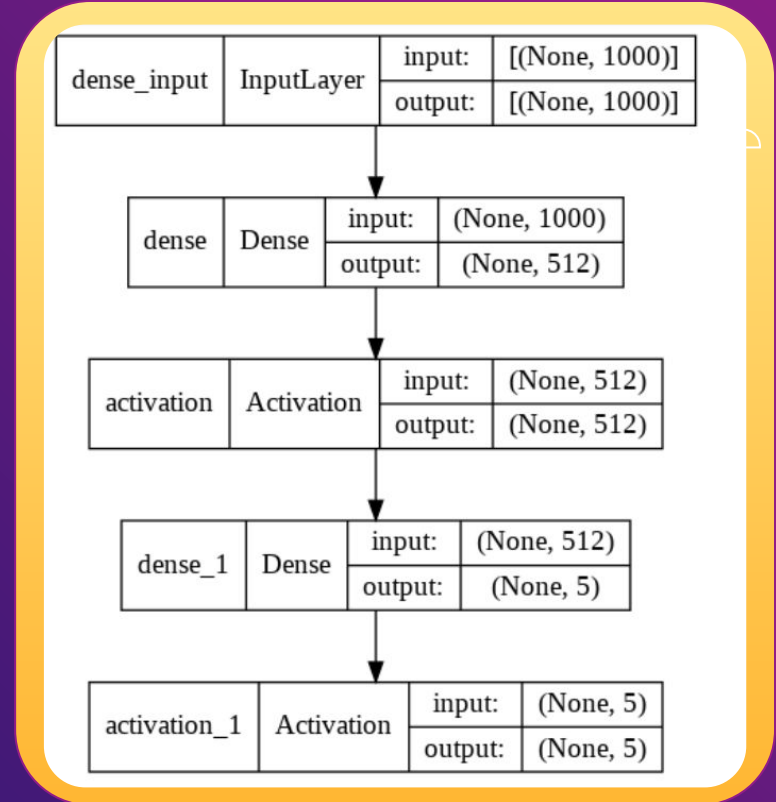 dense_input InputLayer input: [(None, 1000)]
output: [(None, 1000)]
dense Dense input: (None, 1000)
output: (None, 512)
activation Activation input: (None, 512)
output: (None, 512)
dense_1 Dense input: (None, 512)
output: (None, 5)
activation_1 Activation input: (None, 5)
output: (None, 5)